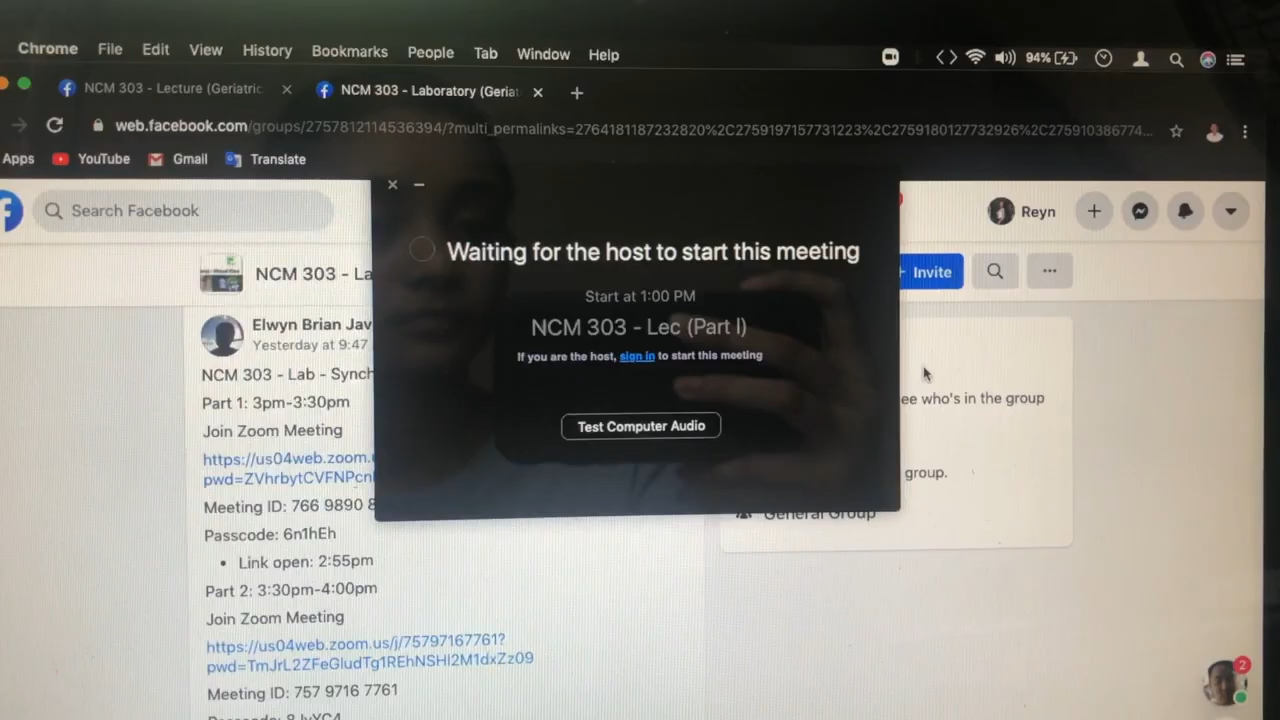 Chrome File Edit View History Bookmarks People Tab Window Help
94%
NCM 303 - Lecture (Geriatric
NCM 303 - Laboratory (Geriat
web.facebook.com/groups/2757812114536394/?multi_permalinks=2764181187232820%2C2759197157731223%2C2759180127732926%2C275910386774...
Apps YouTube Gmail Translate
Search Facebook
Reyn
NCM 303 - La
Invite
Waiting for the host to start this meeting
Start at 1:00 PM
NCM 303 - Lec (Part I)
If you are the host, sign in to start this meeting
Test Computer Audio
Elwyn Brian Jav
Yesterday at 9:47
NCM 303 - Lab - Synch
Part 1: 3pm-3:30pm
Join Zoom Meeting
https://us04web.zoom.u
pwd=ZVhrbytCVFNPcn
Meeting ID: 766 9890 8
Passcode: 6n1hEh
• Link open: 2:55pm
Part 2: 3:30pm-4:00pm
Join Zoom Meeting
https://us04web.zoom.us/j/75797167761?
pwd=TmJrL2ZFeGludTg1REhNSHI2M1dxZz09
Meeting ID: 757 9716 7761
ee who's in the group
group.
General Group
2